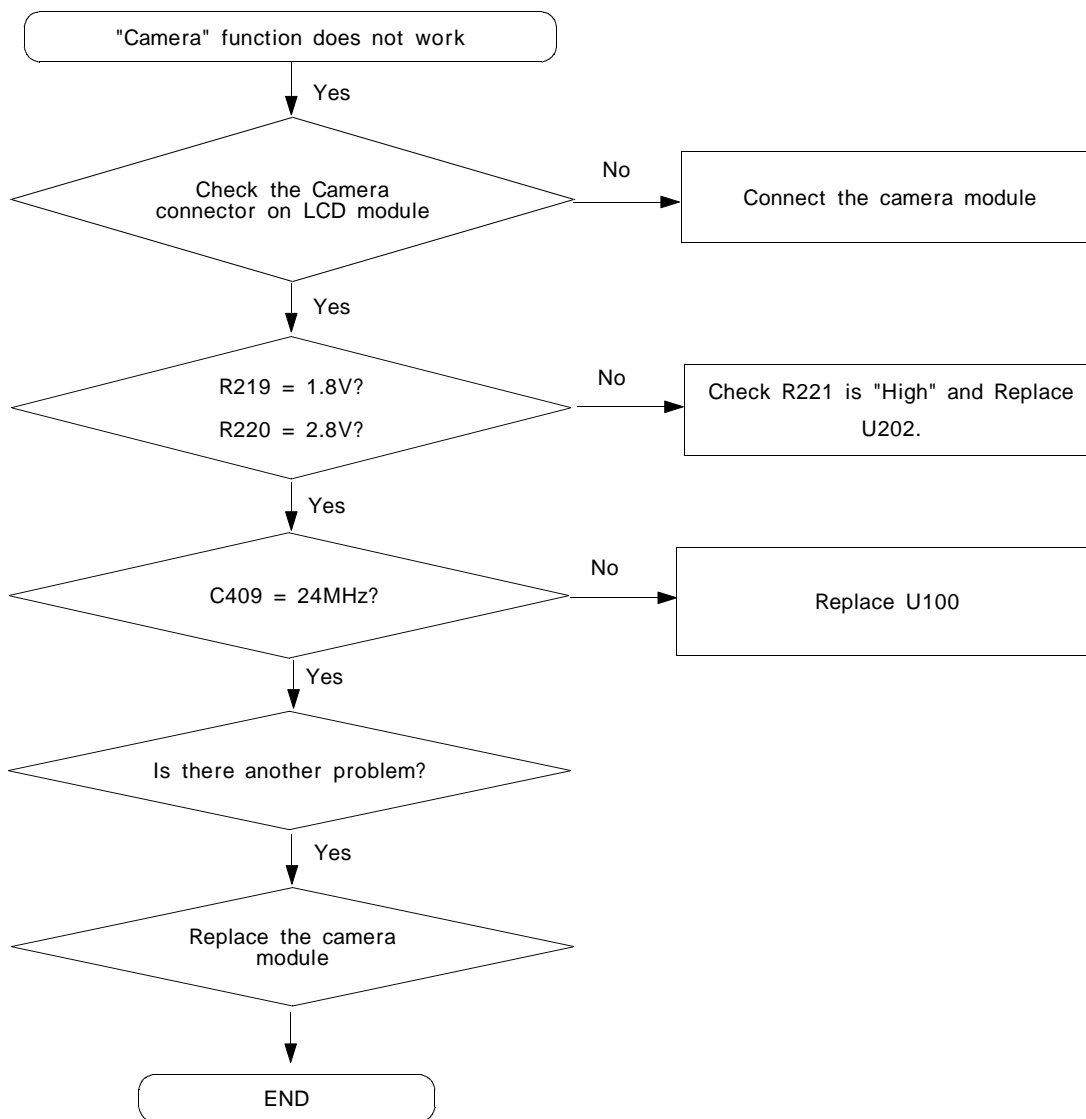 "Camera" function does not work
Yes
Check the Camera
connector on LCD module
No
Connect the camera module
Yes
R219 = 1.8V?
R220 = 2.8V?
No
Check R221 is "High" and Replace
U202.
Yes
C409 = 24MHz?
No
Replace U100
Yes
Is there another problem?
Yes
Replace the camera
module
END